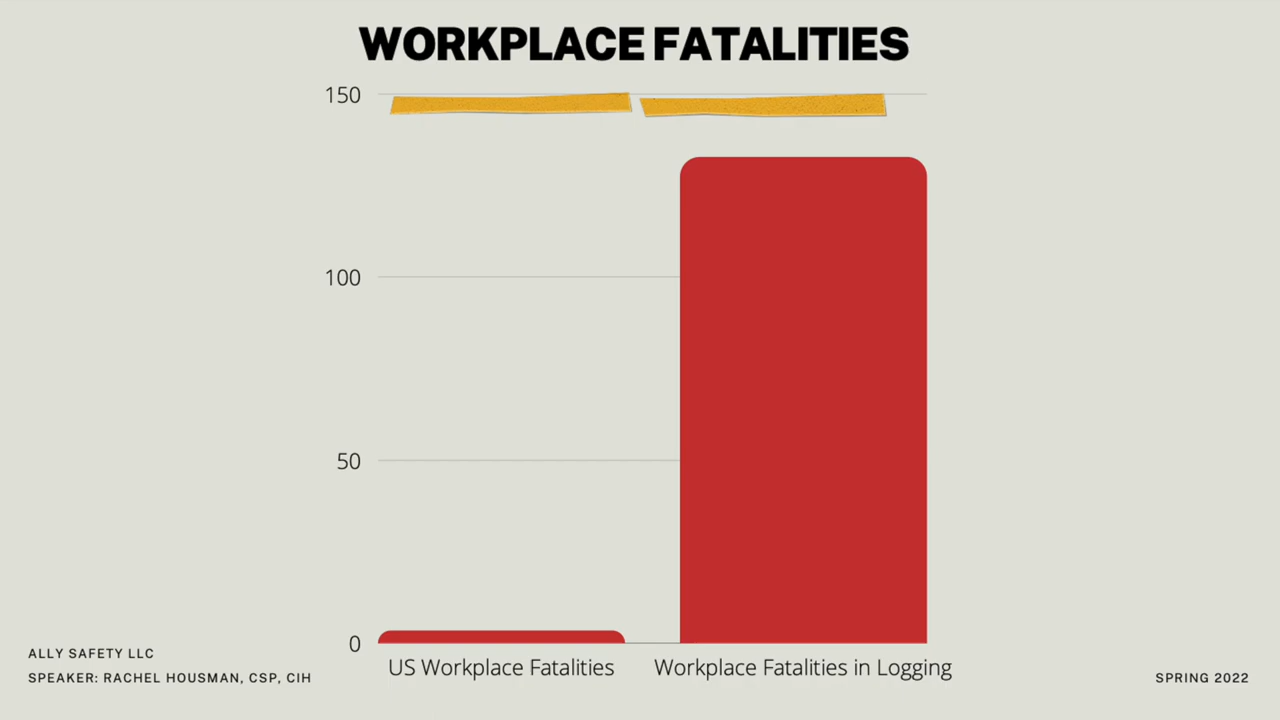 WORKPLACE FATALITIES
150
100
50
0
US Workplace Fatalities
Workplace Fatalities in Logging
ALLY SAFETY LLC
SPEAKER: RACHEL HOUSMAN, CSP, CIH
SPRING 2022